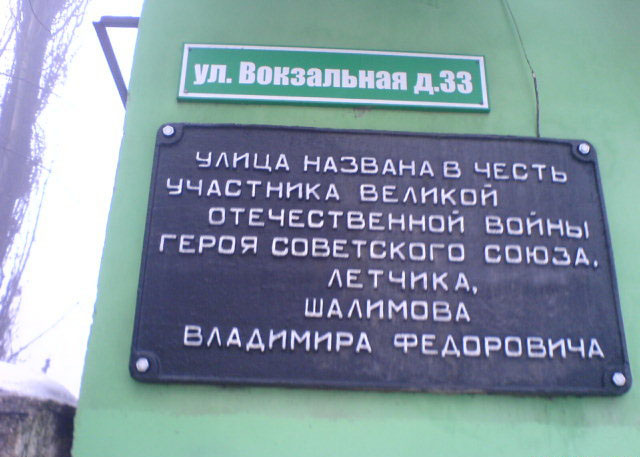 ул. Вокзальная д.33
УЛИЦА НАЗВАНА В ЧЕСТЬ
УЧАСТНИКА ВЕЛИКОЙ
ОТЕЧЕСТВЕННОЙ ВОЙНЫ
ГЕРОЯ СОВЕТСКОГО СОЮЗА,
ЛЕТЧИКА,
ШАЛИМОВА
ВЛАДИМИРА ФЕДОРОВИЧА